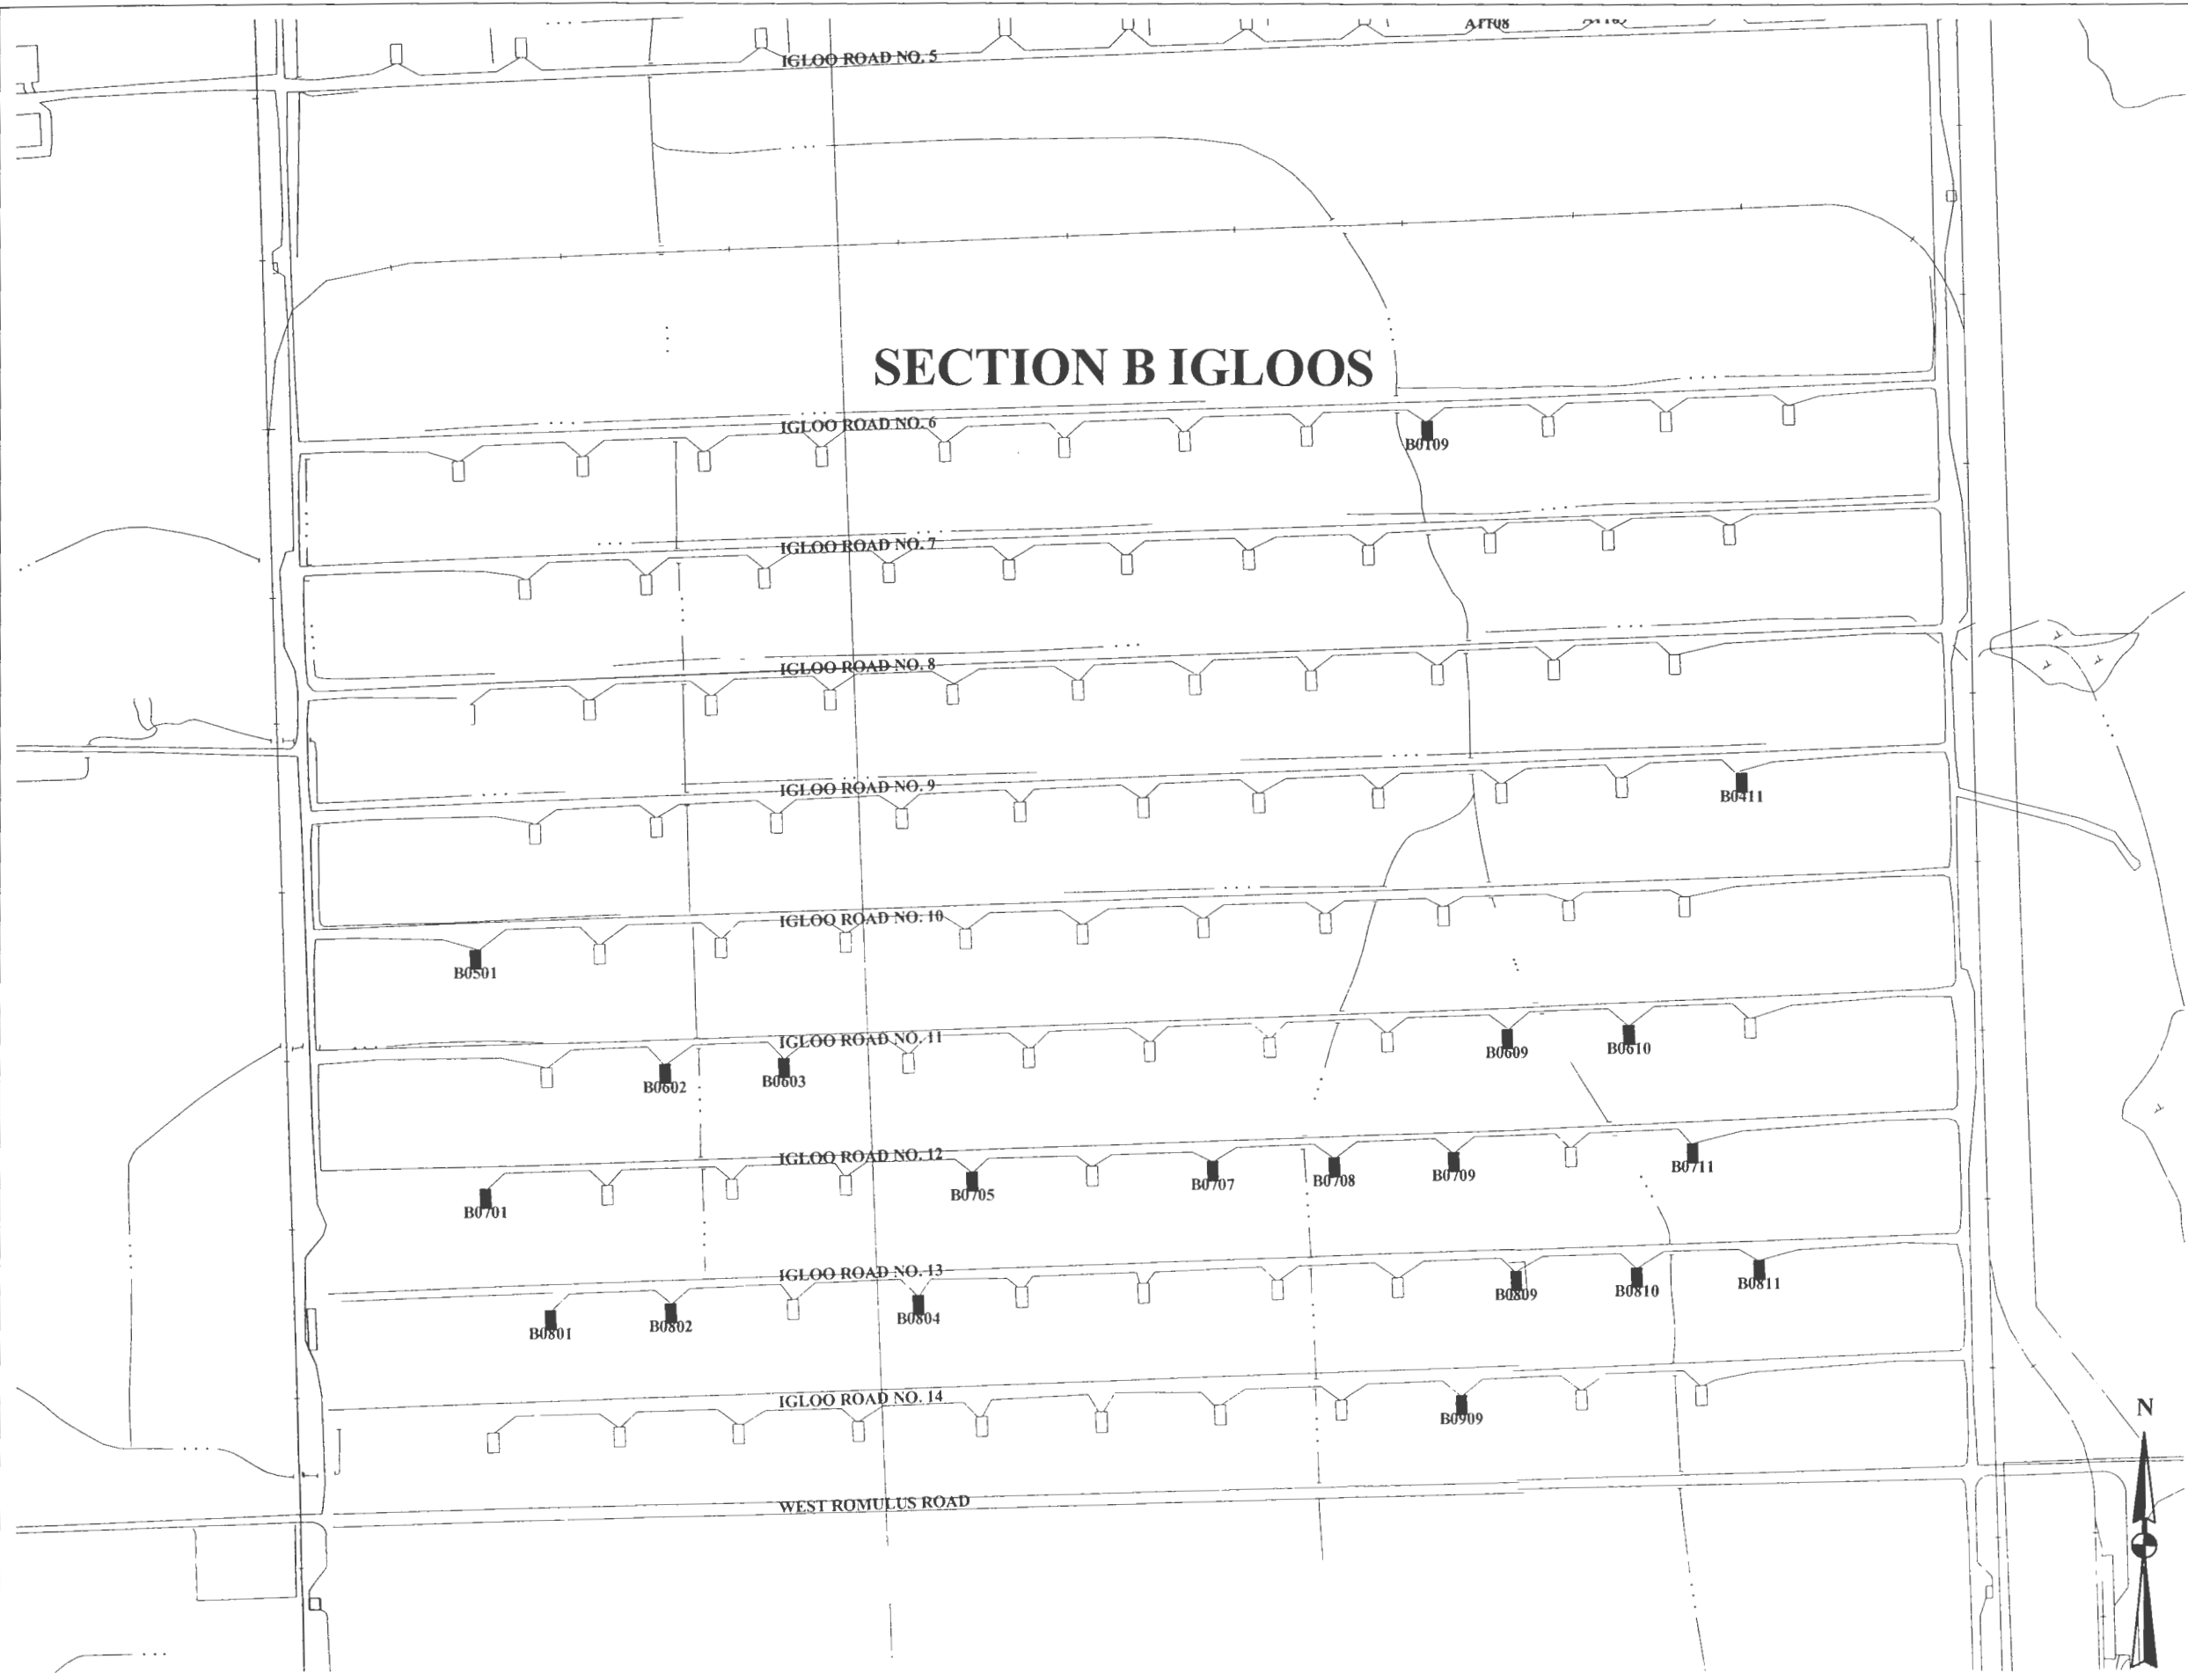 IGLOO ROAD NO. 5
SECTION B IGLOOS
IGLOO ROAD NO. 6
B0109
IGLOO ROAD NO. 7
IGLOO ROAD NO. 8
IGLOO ROAD NO. 9
B0411
IGLOO ROAD NO. 10
B0501
IGLOO ROAD NO. 11
B0602
B0603
B0609
B0610
IGLOO ROAD NO. 12
B0701
B0705
B0707
B0708
B0709
B0711
IGLOO ROAD NO. 13
B0801
B0802
B0804
B0809
B0810
B0811
IGLOO ROAD NO. 14
B0909
N
WEST ROMULUS ROAD